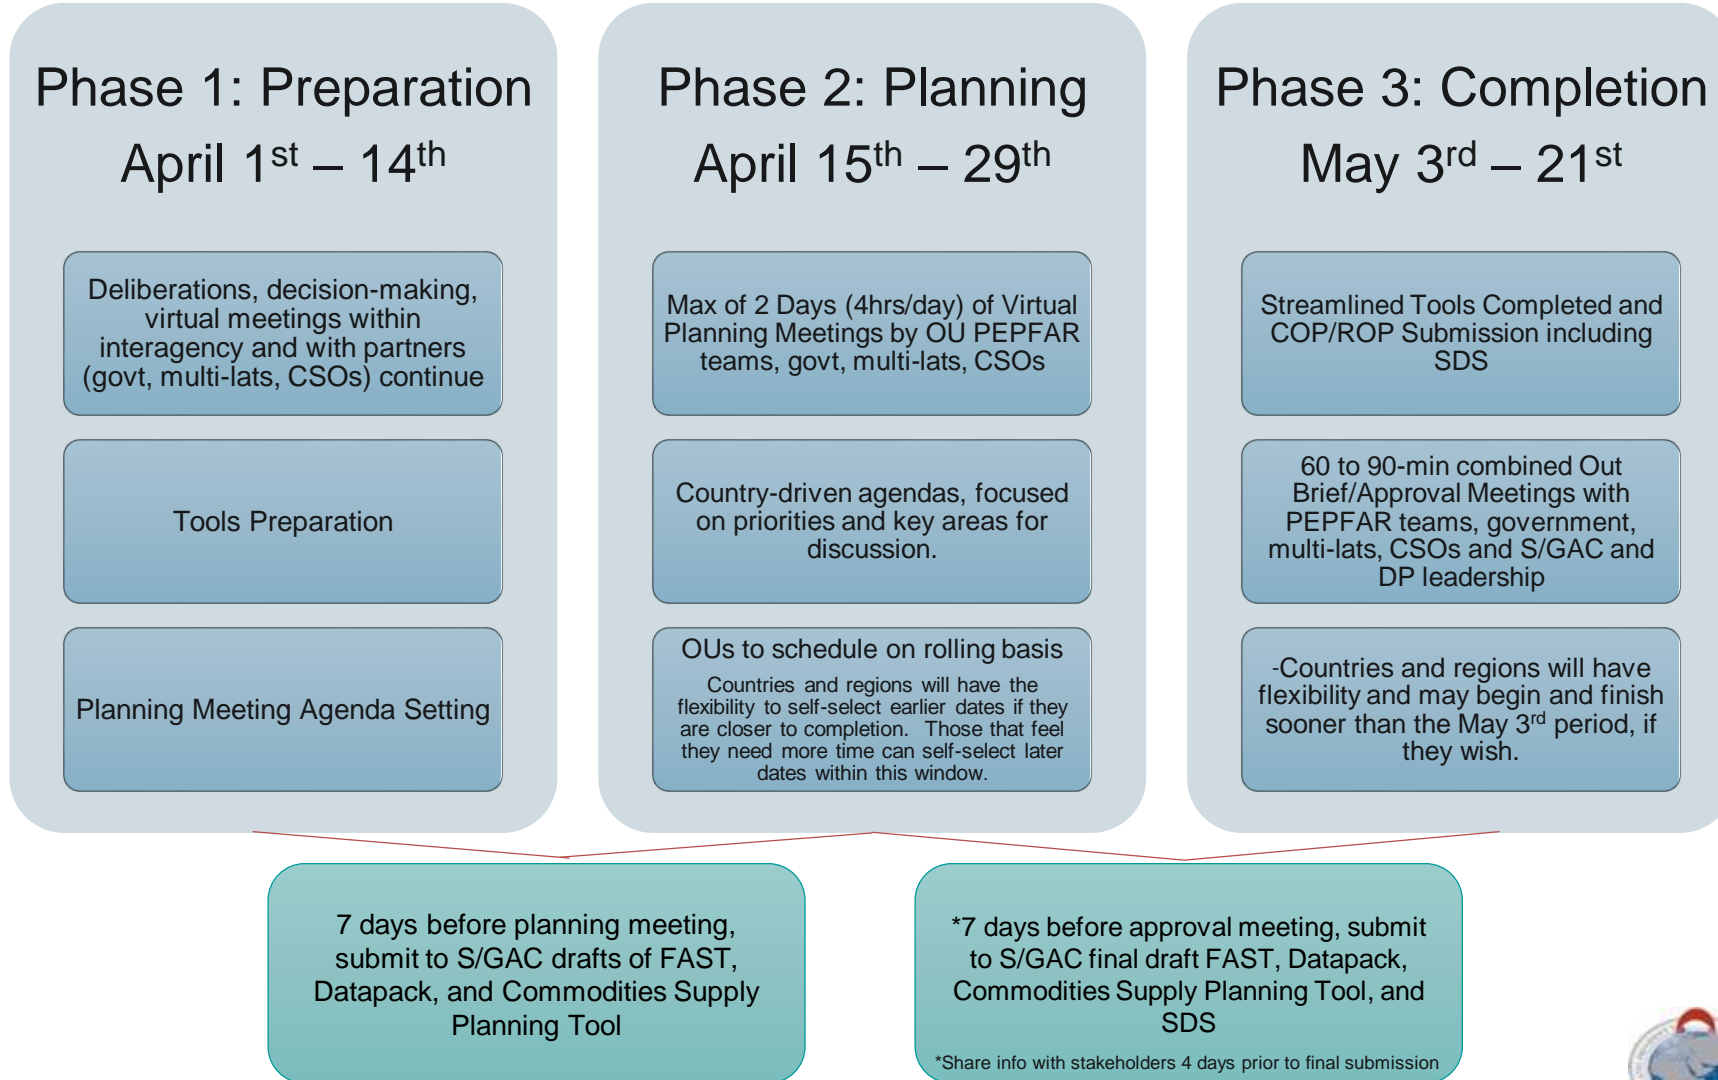 Phase 1: Preparation
April 1st – 14th
Deliberations, decision-making,
virtual meetings within
interagency and with partners
(govt, multi-lats, CSOs) continue
Tools Preparation
Planning Meeting Agenda Setting
Phase 2: Planning
April 15th – 29th
Max of 2 Days (4hrs/day) of Virtual
Planning Meetings by OU PEPFAR
teams, govt, multi-lats, CSOs
Country-driven agendas, focused
on priorities and key areas for
discussion.
OUs to schedule on rolling basis
Countries and regions will have the
flexibility to self-select earlier dates if they
are closer to completion. Those that feel
they need more time can self-select later
dates within this window.
Phase 3: Completion
May 3rd – 21st
Streamlined Tools Completed and
COP/ROP Submission including
SDS
60 to 90-min combined Out
Brief/Approval Meetings with
PEPFAR teams, government,
multi-lats, CSOs and S/GAC and
DP leadership
-Countries and regions will have
flexibility and may begin and finish
sooner than the May 3rd period, if
they wish.
7 days before planning meeting,
submit to S/GAC drafts of FAST,
Datapack, and Commodities Supply
Planning Tool
*7 days before approval meeting, submit
to S/GAC final draft FAST, Datapack,
Commodities Supply Planning Tool, and
SDS
*Share info with stakeholders 4 days prior to final submission